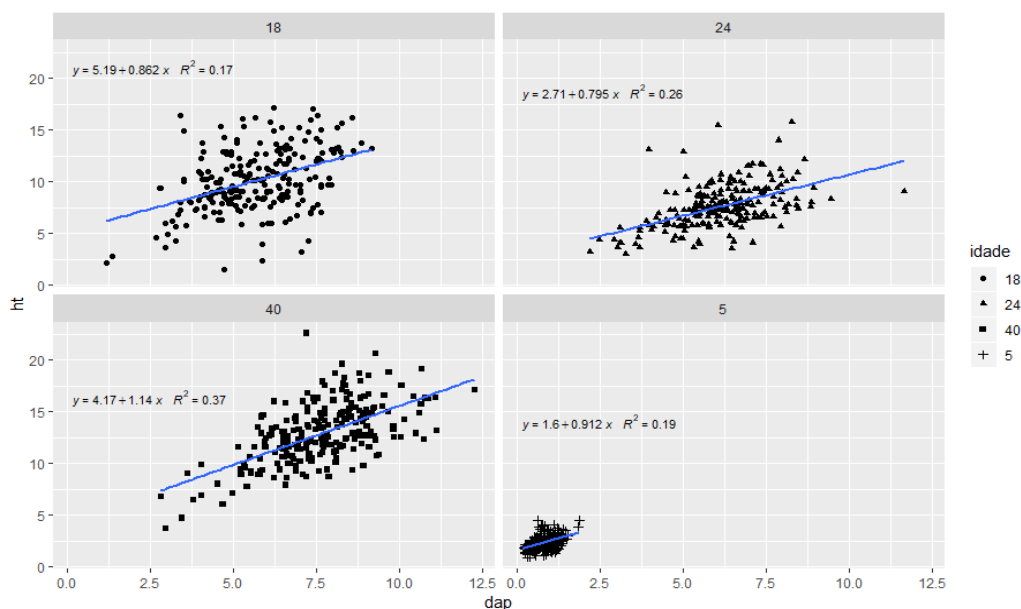 18
24
y = 5.19 + 0.862 x R² = 0.17
y = 2.71 + 0.795 x R² = 0.26
20
15
10
5
0
40
5
y = 4.17 + 1.14 x R² = 0.37
y = 1.6 + 0.912 x R² = 0.19
20
15
10
5
0
ht
0.0 2.5 5.0 7.5 10.0 12.5
0.0 2.5 5.0 7.5 10.0 12.5
dap
idade
18
24
40
5